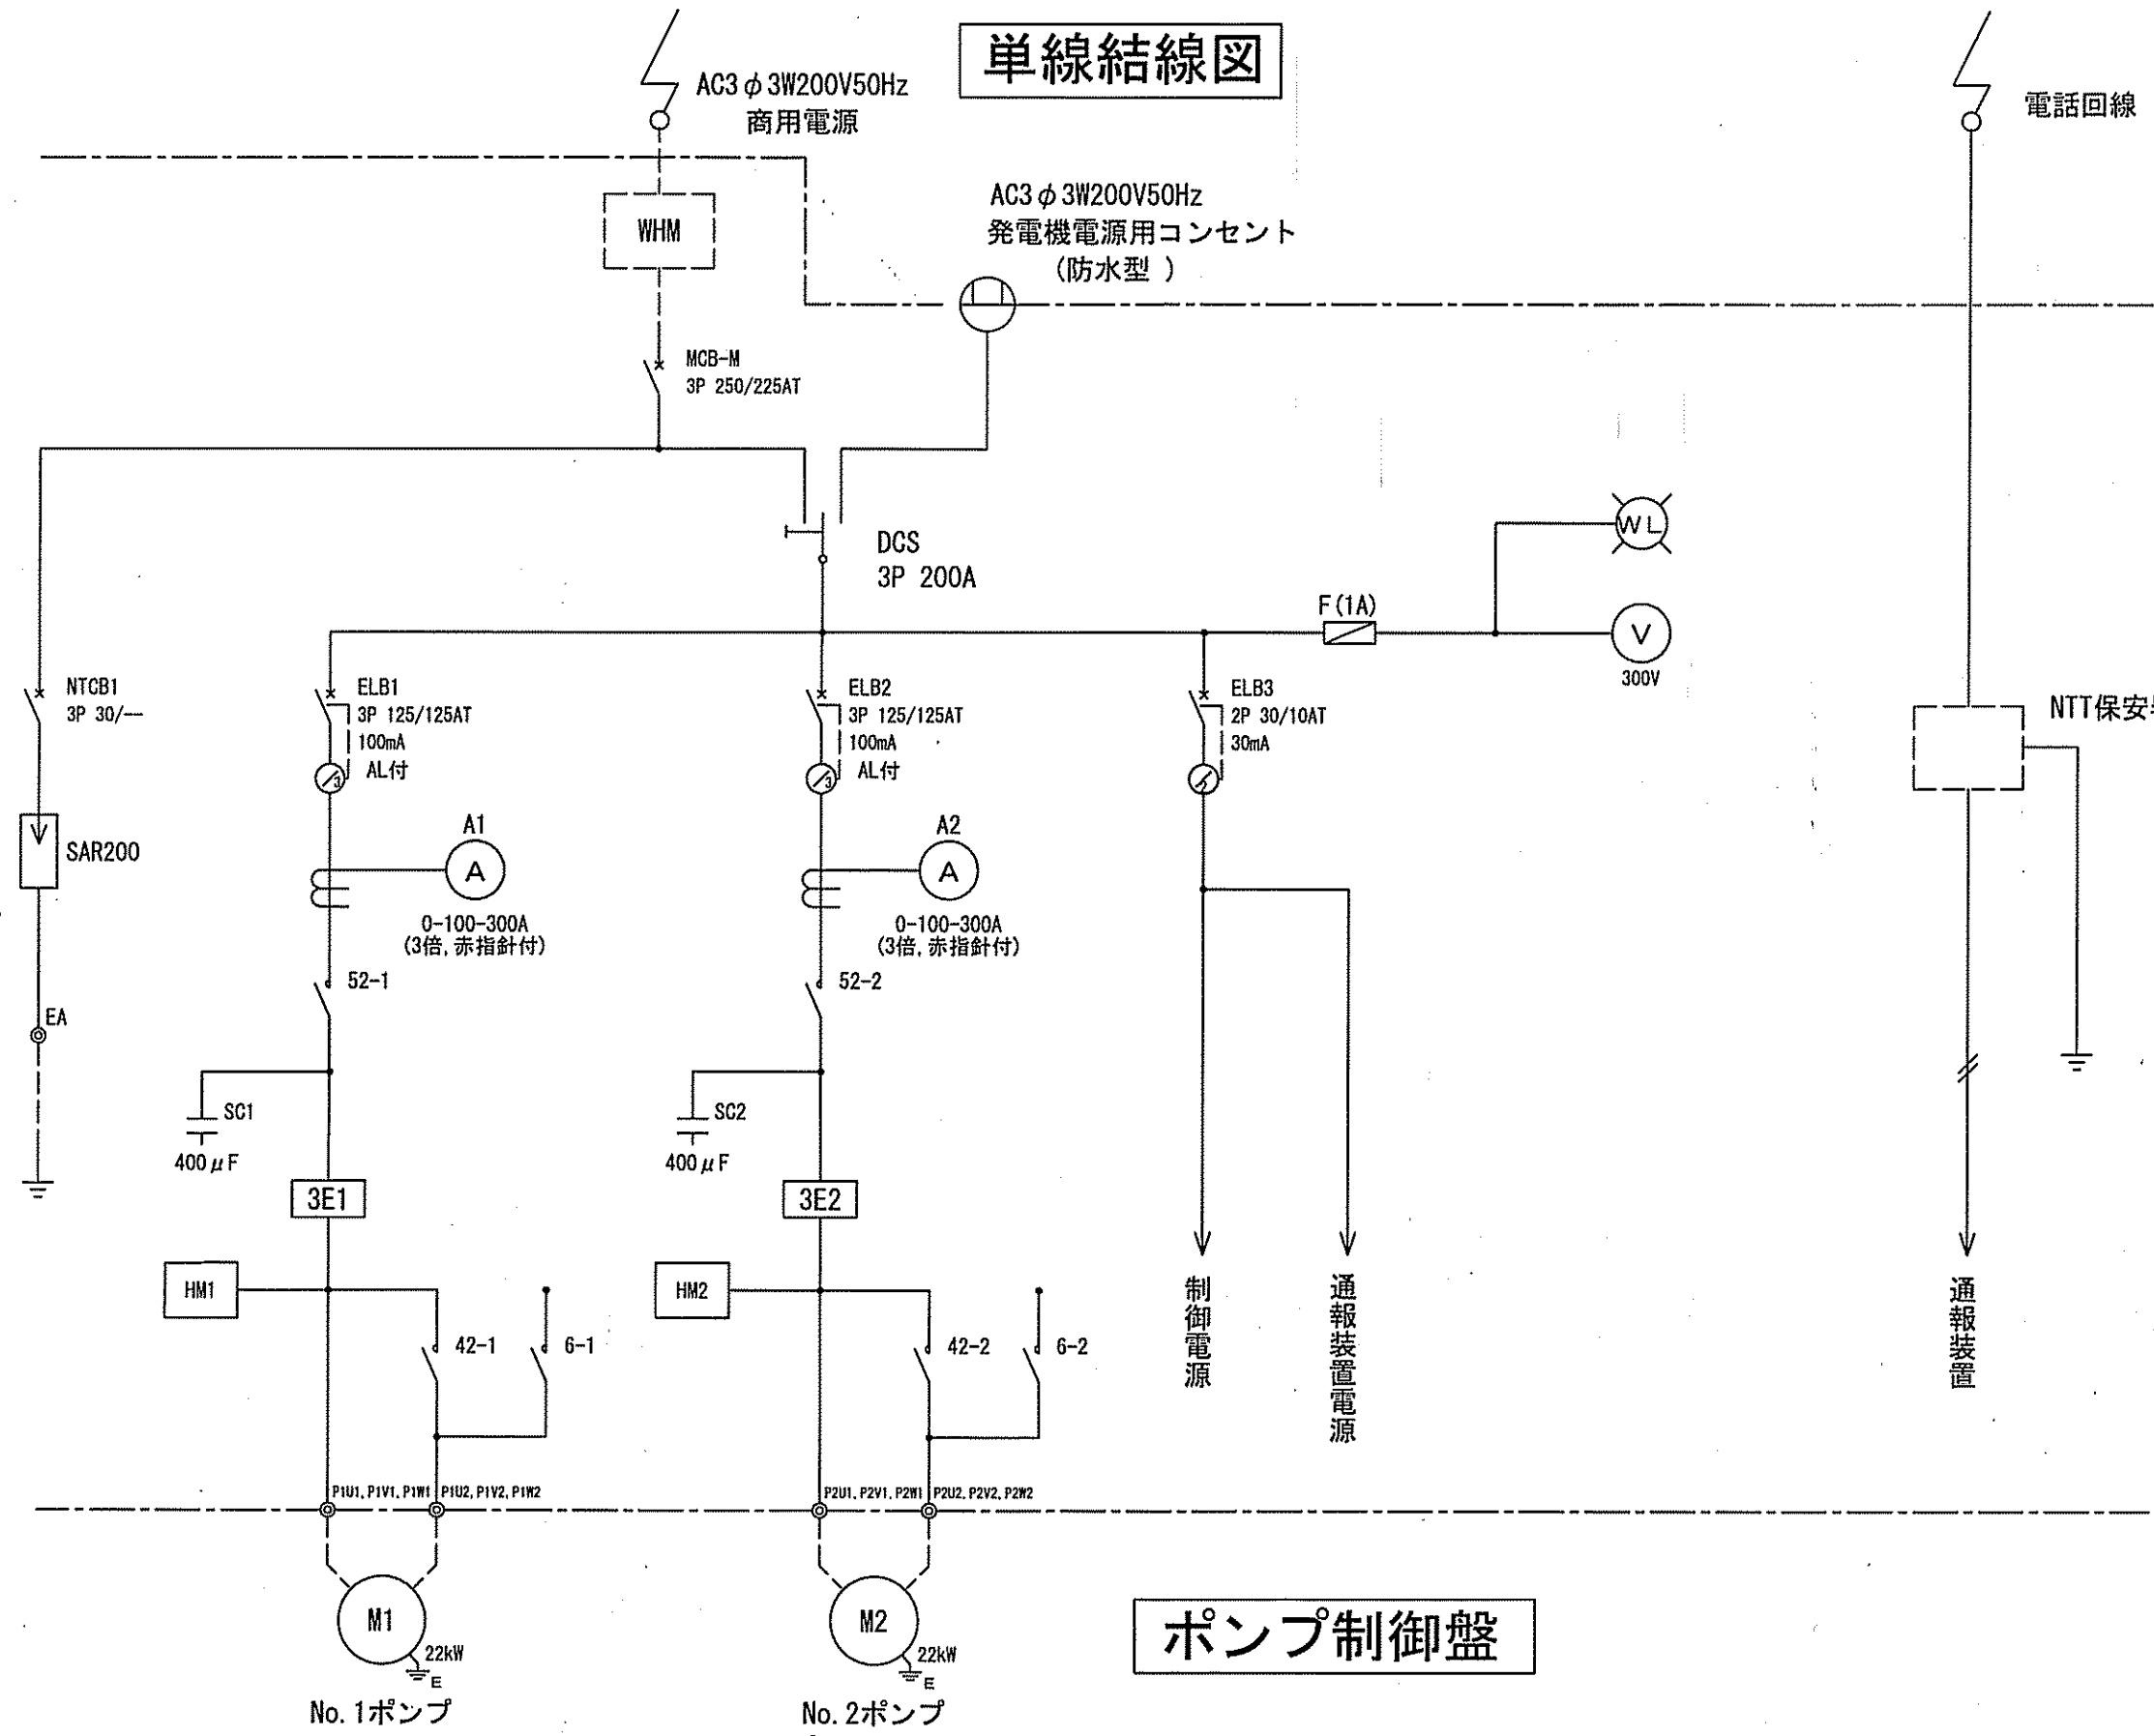 単線結線図
AC3φ3W200V50Hz
商用電源
電話回線
WHM
AC3φ3W200V50Hz
発電機電源用コンセント
(防水型 )
MCB-M
3P 250/225AT
DCS
3P 200A
WL
F(1A)
V
300V
NTCB1
3P 30/--
ELB1
3P 125/125AT
100mA
AL付
3
ELB2
3P 125/125AT
100mA
AL付
3
ELB3
2P 30/10AT
30mA
NTT保安
SAR200
A1
A
0-100-300A
(3倍,赤指針付)
A2
A
0-100-300A
(3倍,赤指針付)
52-1
52-2
EA
SC1
400μF
SC2
400μF
3E1
3E2
HM1
42-1
6-1
HM2
42-2
6-2
制御電源
通報装置電源
通報装置
P1U1,P1V1,P1W1
P1U2,P1V2,P1W2
P2U1,P2V1,P2W1
P2U2,P2V2,P2W2
M1
22kW
E
No.1ポンプ
M2
22kW
E
No.2ポンプ
ポンプ制御盤